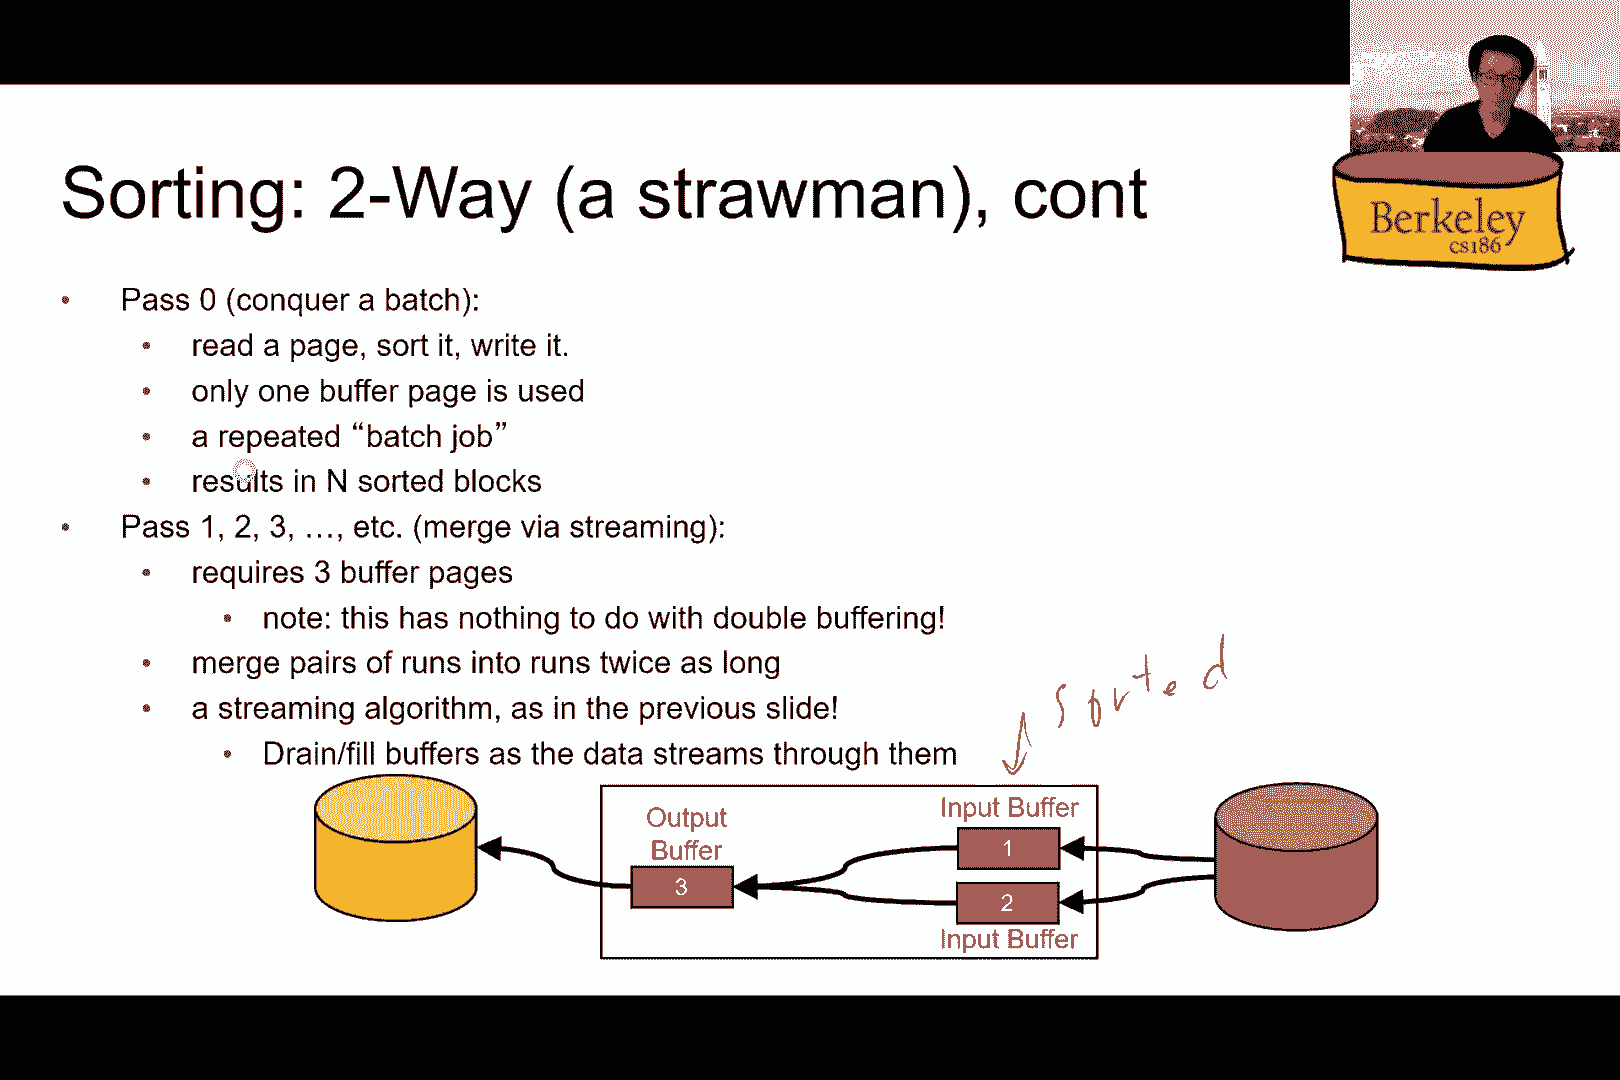 Berkeley
cs186
Sorting: 2-Way (a strawman), cont
• Pass 0 (conquer a batch):
• read a page, sort it, write it.
• only one buffer page is used
• a repeated “batch job”
• results in N sorted blocks
• Pass 1, 2, 3, …, etc. (merge via streaming):
• requires 3 buffer pages
• note: this has nothing to do with double buffering!
• merge pairs of runs into runs twice as long
• a streaming algorithm, as in the previous slide!
• Drain/fill buffers as the data streams through them
sorted
Output
Buffer
3
Input Buffer
1
2
Input Buffer